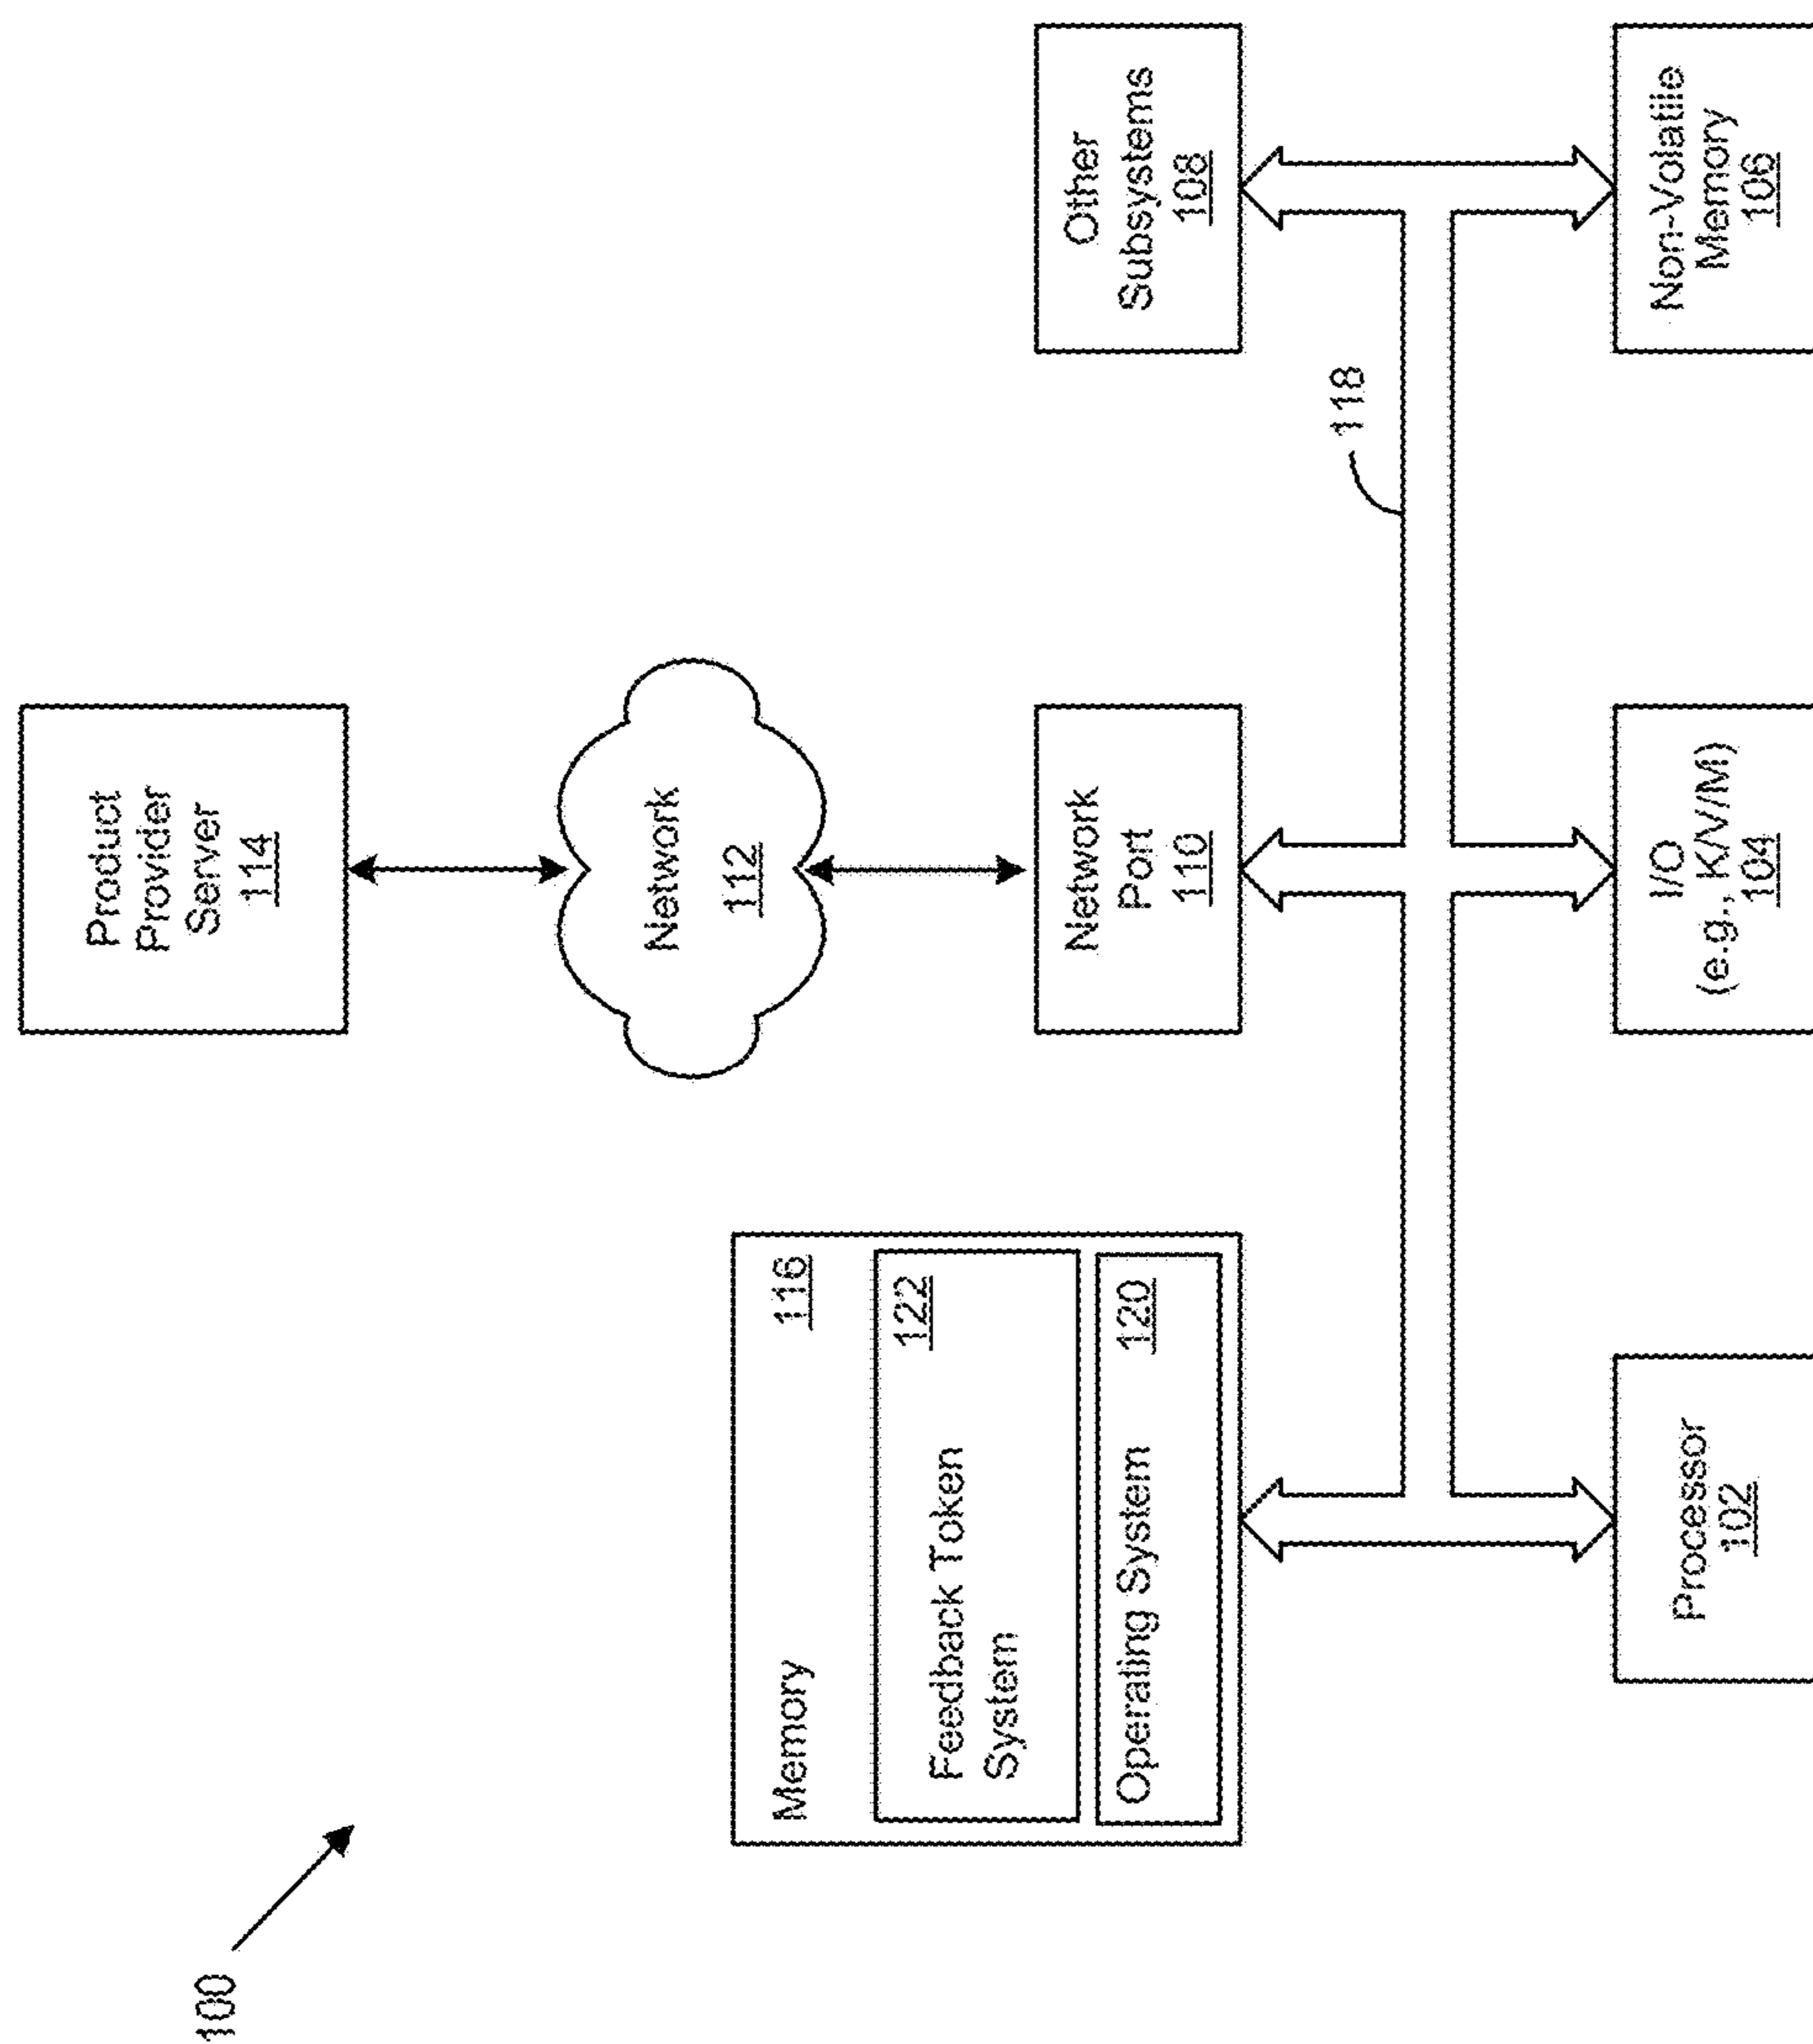 100
Product
Provider
Server
114
Network
112
Memory
116
Feedback Token
System
122
Operating System
120
Network
Port
110
Other
Subsystems
108
118
Processor
102
I/O
(e.g., K/V/M)
104
Non-Volatile
Memory
106